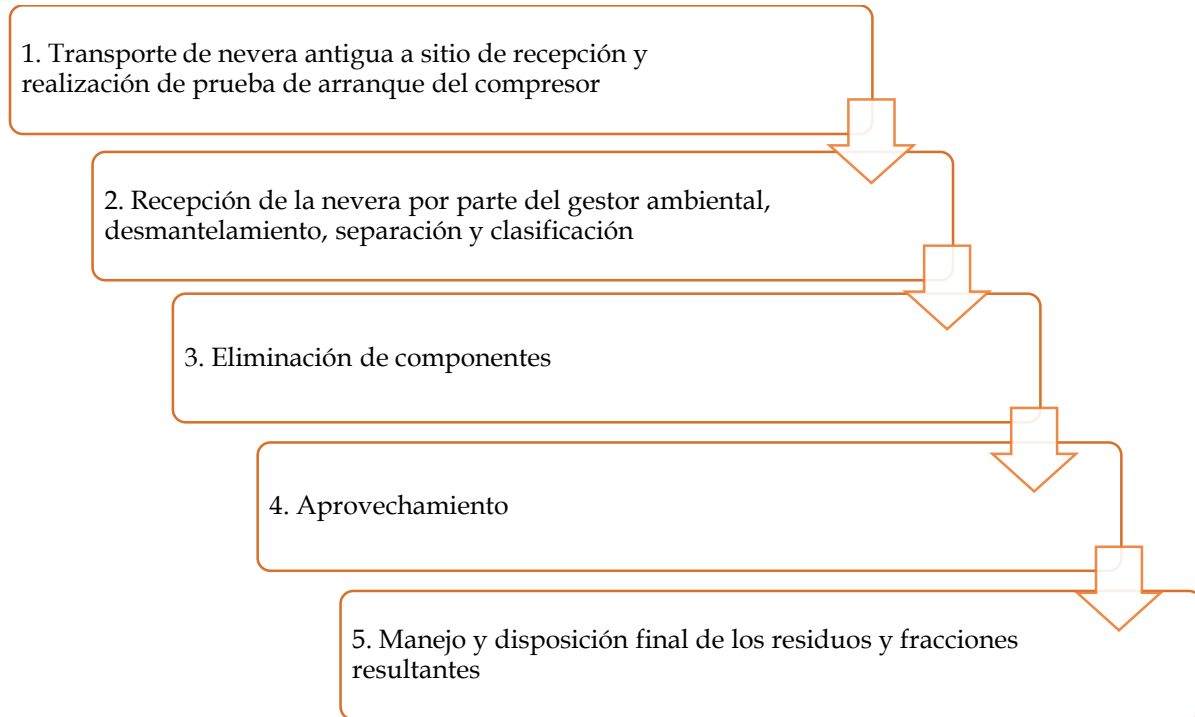 1. Transporte de nevera antigua a sitio de recepción y
realización de prueba de arranque del compresor
2. Recepción de la nevera por parte del gestor ambiental,
desmantelamiento, separación y clasificación
3. Eliminación de componentes
4. Aprovechamiento
5. Manejo y disposición final de los residuos y fracciones
resultantes